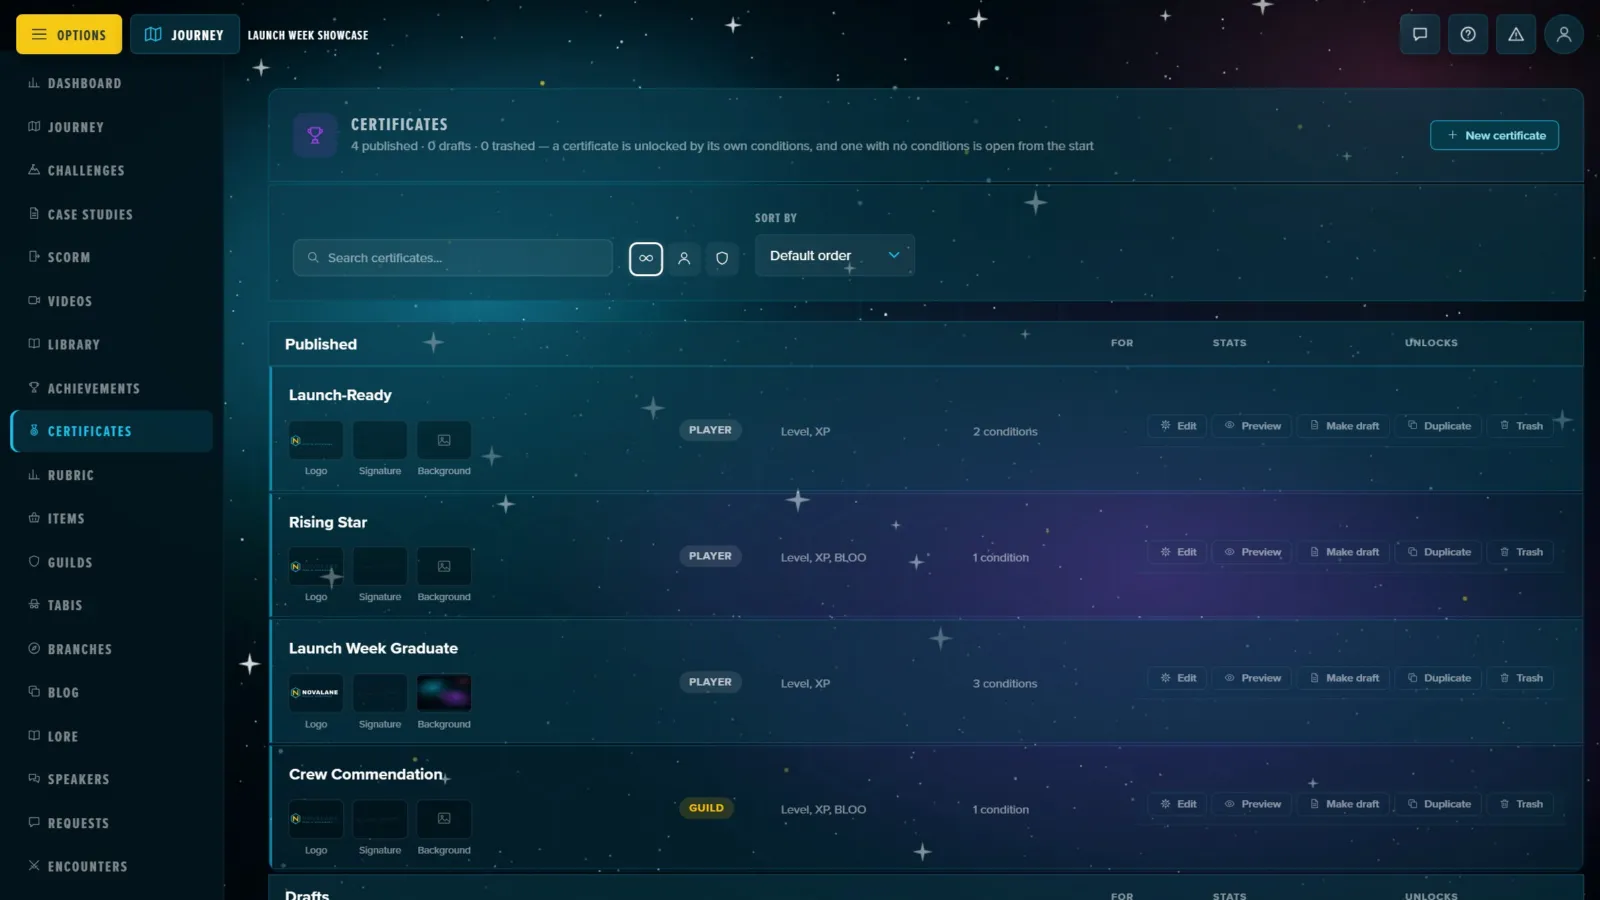 OPTIONS
JOURNEY
LAUNCH WEEK SHOWCASE
DASHBOARD
JOURNEY
CHALLENGES
CASE STUDIES
SCORM
VIDEOS
LIBRARY
ACHIEVEMENTS
CERTIFICATES
RUBRIC
ITEMS
GUILDS
TABIS
BRANCHES
BLOG
LORE
SPEAKERS
REQUESTS
ENCOUNTERS
CERTIFICATES
4 published · 0 drafts · 0 trashed — a certificate is unlocked by its own conditions, and one with no conditions is open from the start
New certificate
SORT BY
Search certificates...
Default order
Published FOR STATS UNLOCKS
Launch-Ready
PLAYER Level, XP 2 conditions Edit Preview Make draft Duplicate Trash
Logo Signature Background
Rising Star
PLAYER Level, XP, BLOO 1 condition Edit Preview Make draft Duplicate Trash
Logo Signature Background
Launch Week Graduate
NOVALANE PLAYER Level, XP 3 conditions Edit Preview Make draft Duplicate Trash
Logo Signature Background
Crew Commendation
GUILD Level, XP, BLOO 1 condition Edit Preview Make draft Duplicate Trash
Logo Signature Background
Drafts FOR STATS UNLOCKS